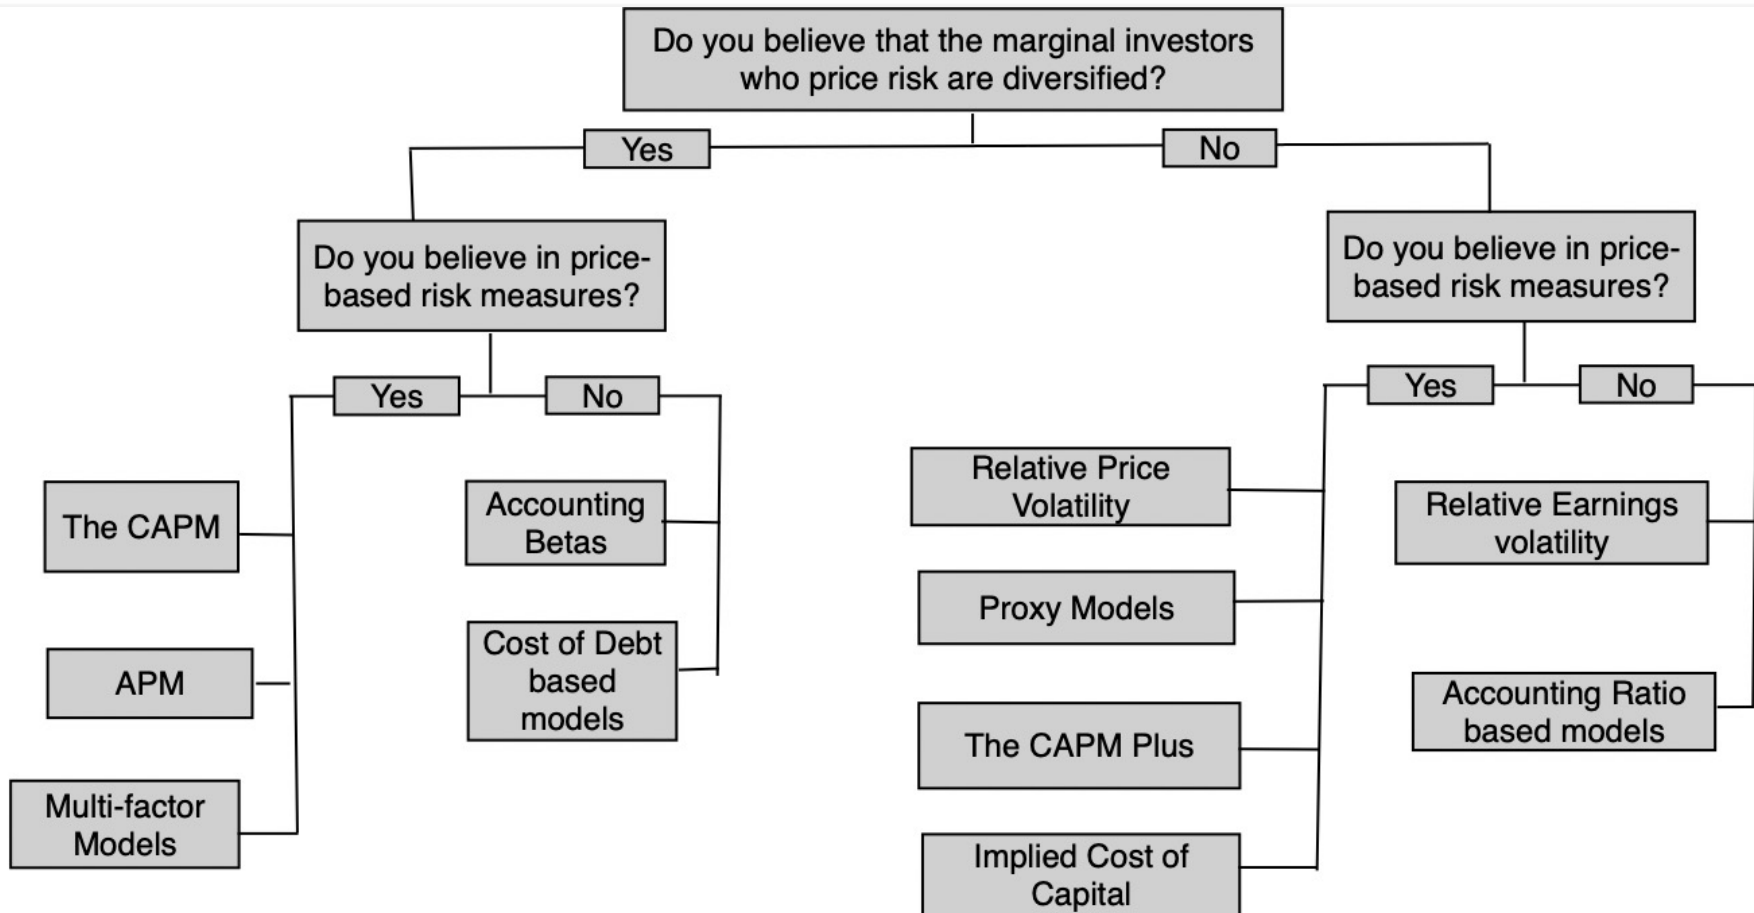 Do you believe that the marginal investors
who price risk are diversified?
Yes
No
Do you believe in price-
based risk measures?
Do you believe in price-
based risk measures?
Yes
No
Yes
No
The CAPM
APM
Multi-factor
Models
Accounting
Betas
Cost of Debt
based
models
Relative Price
Volatility
Proxy Models
The CAPM Plus
Implied Cost of
Capital
Relative Earnings
volatility
Accounting Ratio
based models